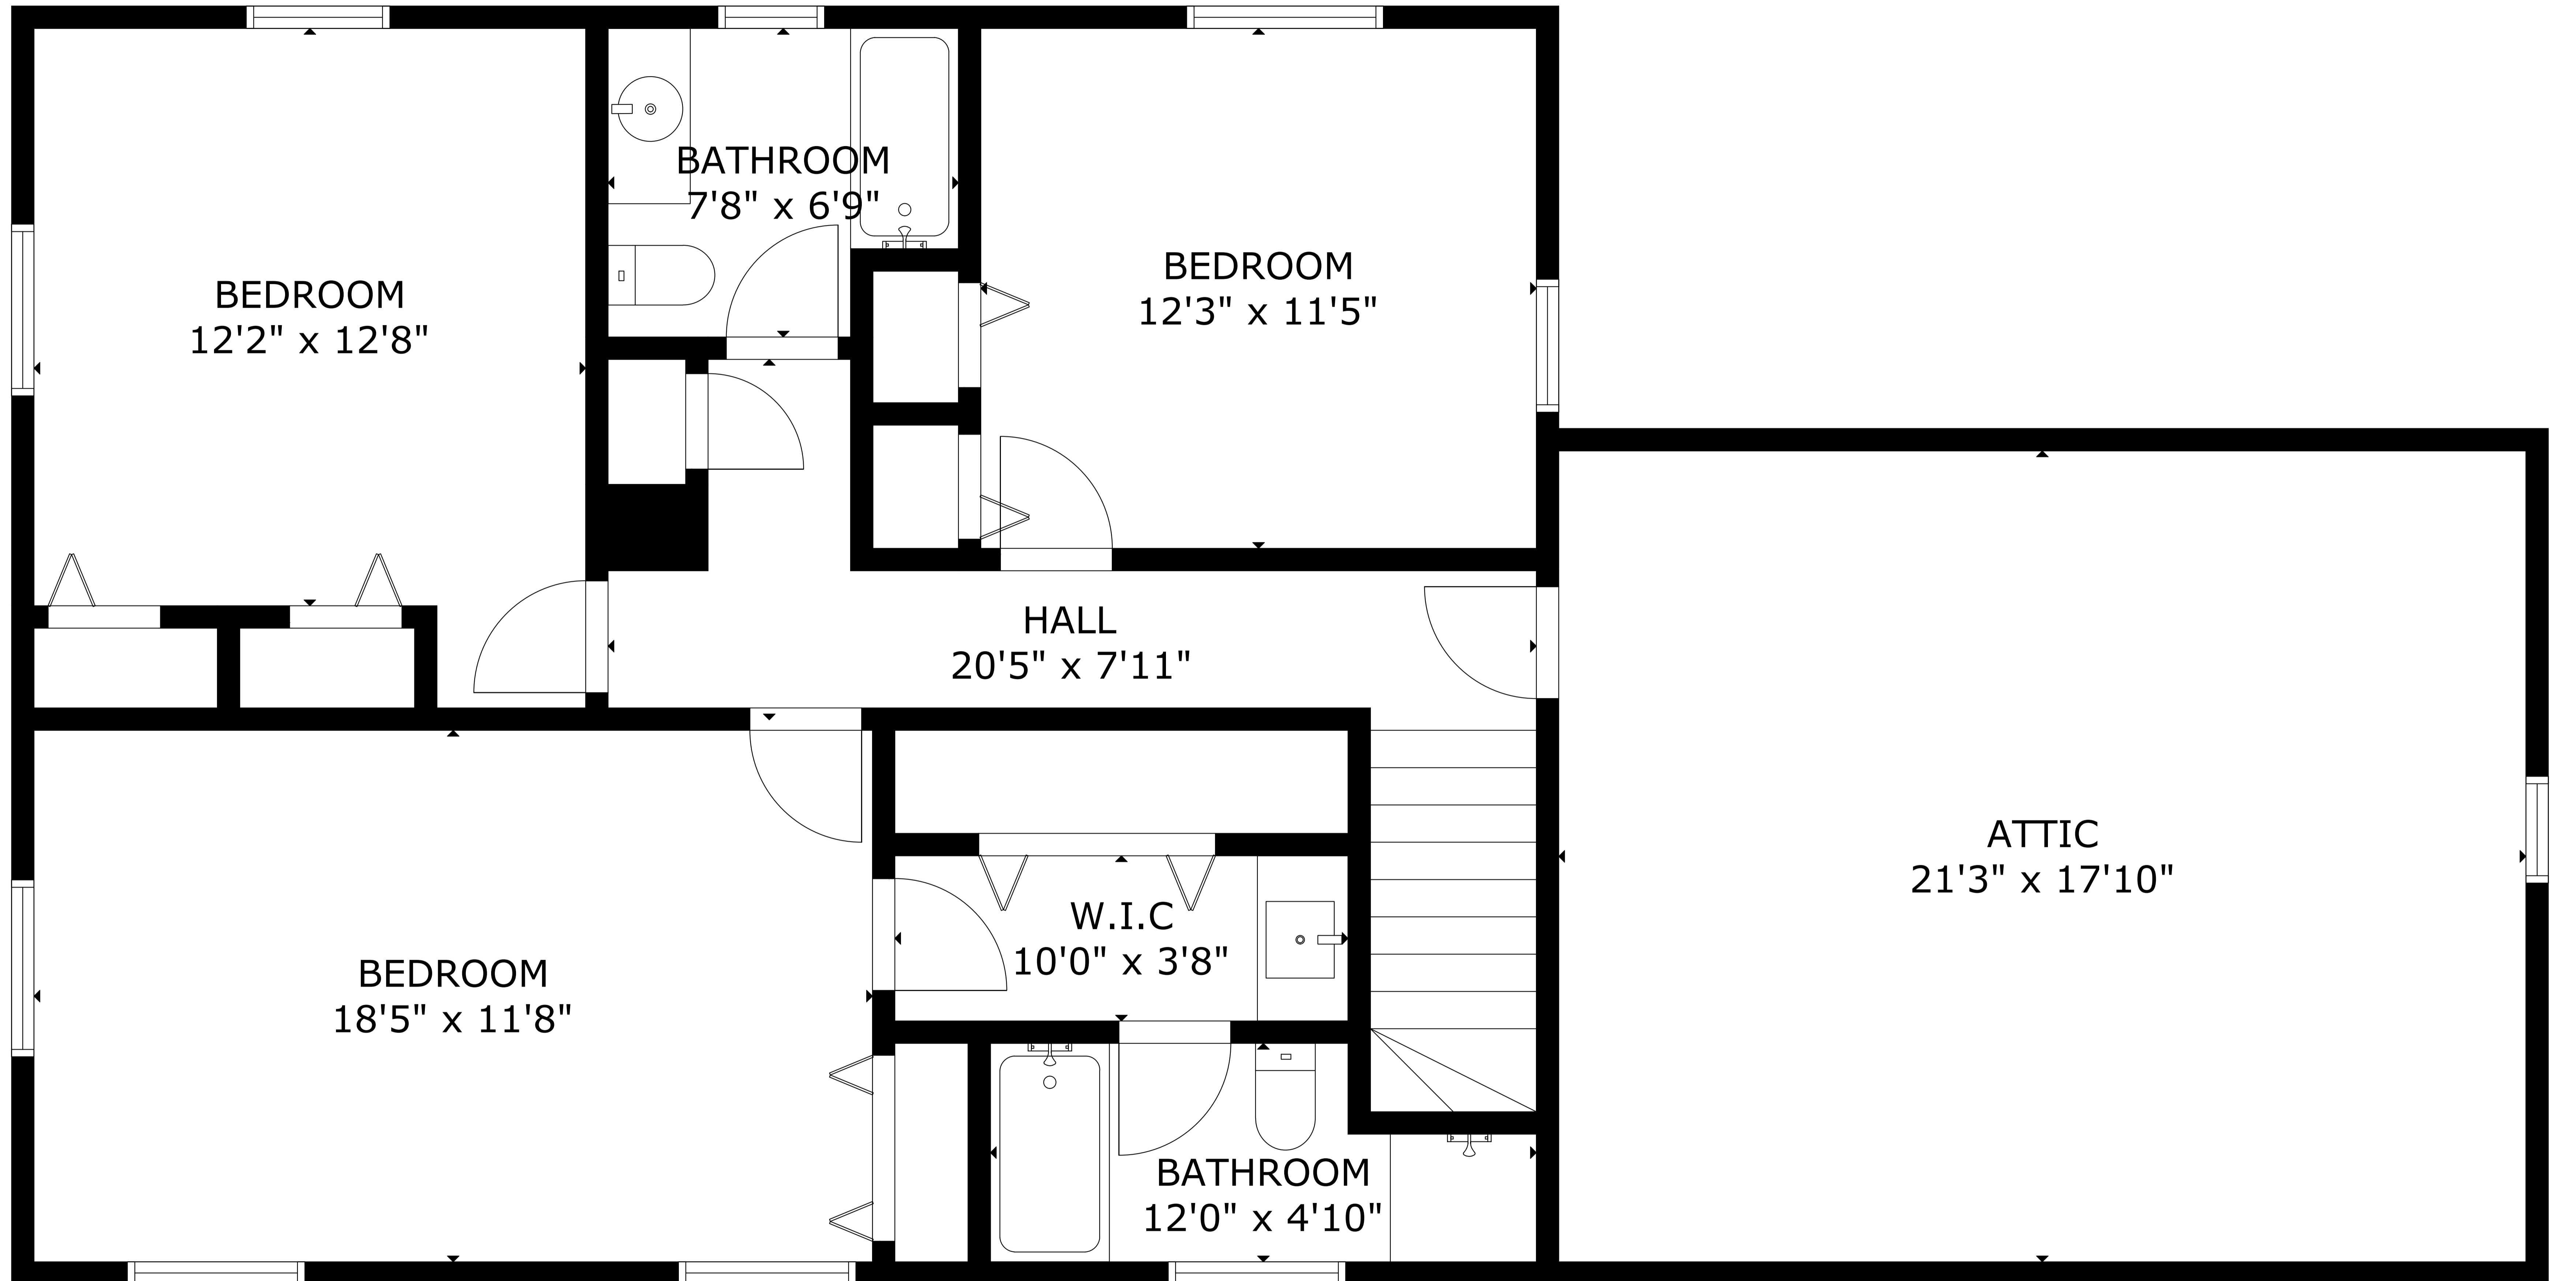 BATHROOM
7'8" x 6'9"
BEDROOM
12'2" x 12'8"
BEDROOM
12'3" x 11'5"
HALL
20'5" x 7'11"
ATTIC
21'3" x 17'10"
BEDROOM
18'5" x 11'8"
W.I.C
10'0" x 3'8"
BATHROOM
12'0" x 4'10"